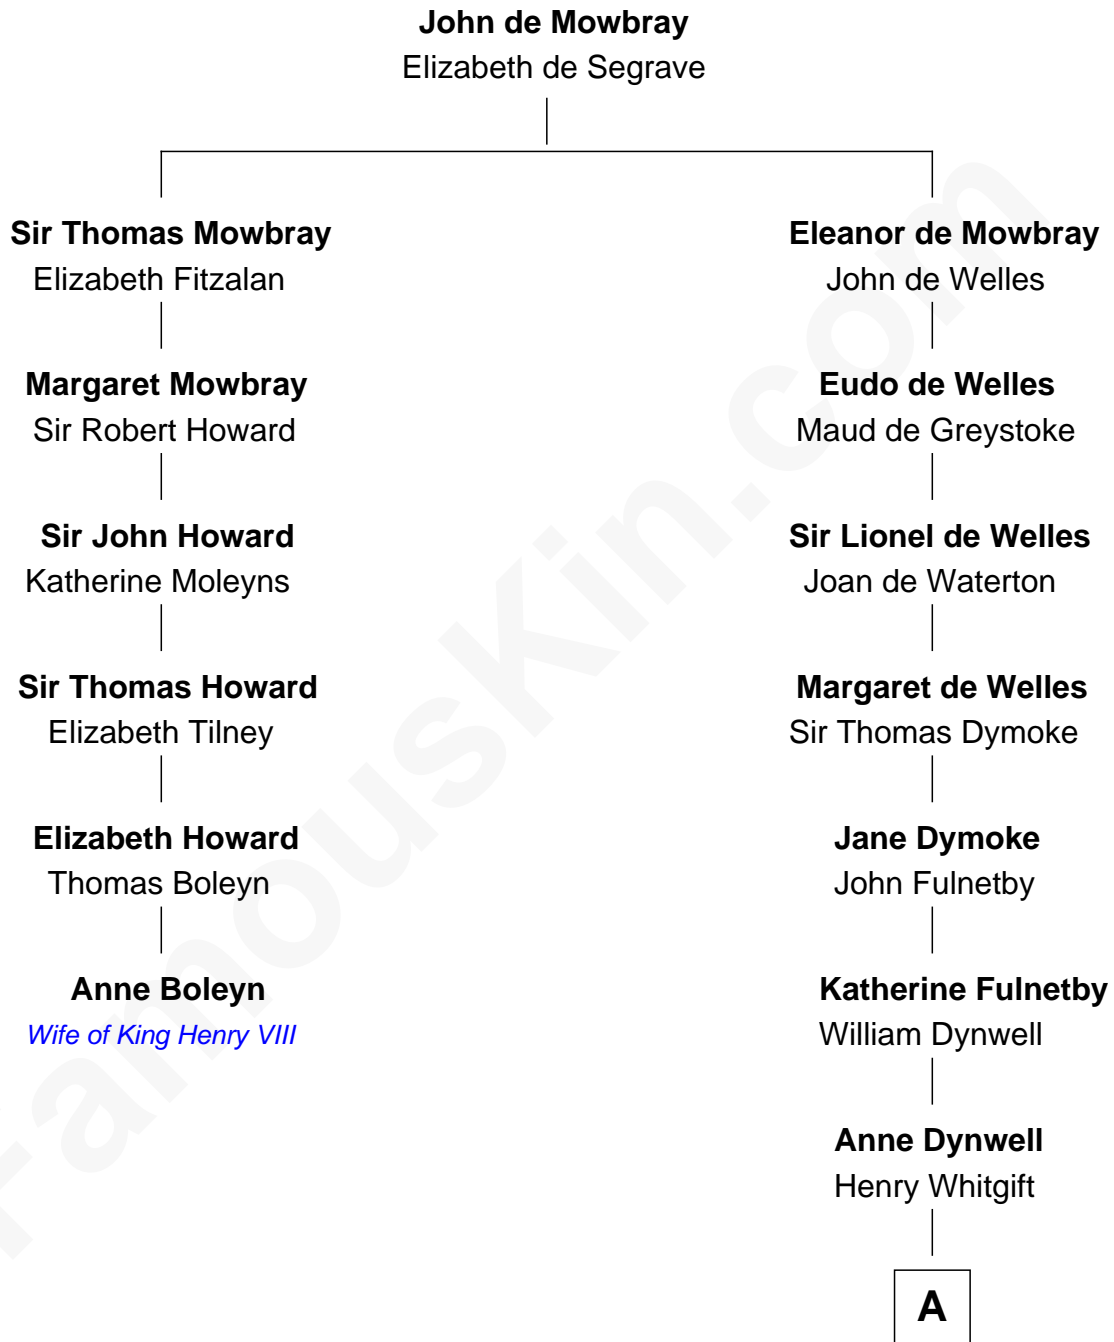 John de Mowbray
Elizabeth de Segrave
Sir Thomas Mowbray
Elizabeth Fitzalan
Eleanor de Mowbray
John de Welles
Margaret Mowbray
Sir Robert Howard
Eudo de Welles
Maud de Greystoke
Sir John Howard
Katherine Moleyns
Sir Lionel de Welles
Joan de Waterton
Sir Thomas Howard
Elizabeth Tilney
Margaret de Welles
Sir Thomas Dymoke
Elizabeth Howard
Thomas Boleyn
Jane Dymoke
John Fulnetby
Anne Boleyn
Wife of King Henry VIII
Katherine Fulnetby
William Dynwell
Anne Dynwell
Henry Whitgift
A
FamousKin.com